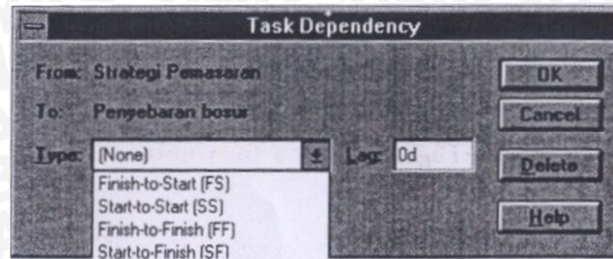 Task Dependency
From: Strategi Pemasaran
To: Penyebaran bosur
Type: (None)
Lag: 0d
Finish-to-Start (FS)
Start-to-Start (SS)
Finish-to-Finish (FF)
Start-to-Finish (SF)
OK
Cancel
Delete
Help